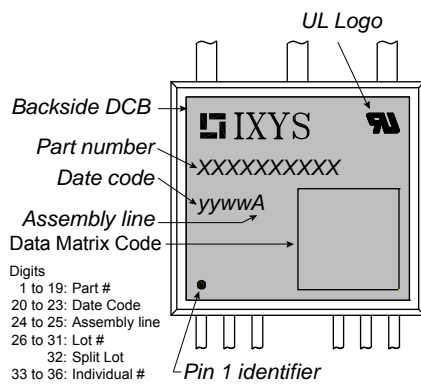 UL Logo
Backside DCB
IXYS
Part number
XXXXXXXXXX
Date code
yywwA
Assembly line
Data Matrix Code
Digits
1 to 19: Part #
20 to 23: Date Code
24 to 25: Assembly line
26 to 31: Lot #
32: Split Lot
33 to 36: Individual #
Pin 1 identifier